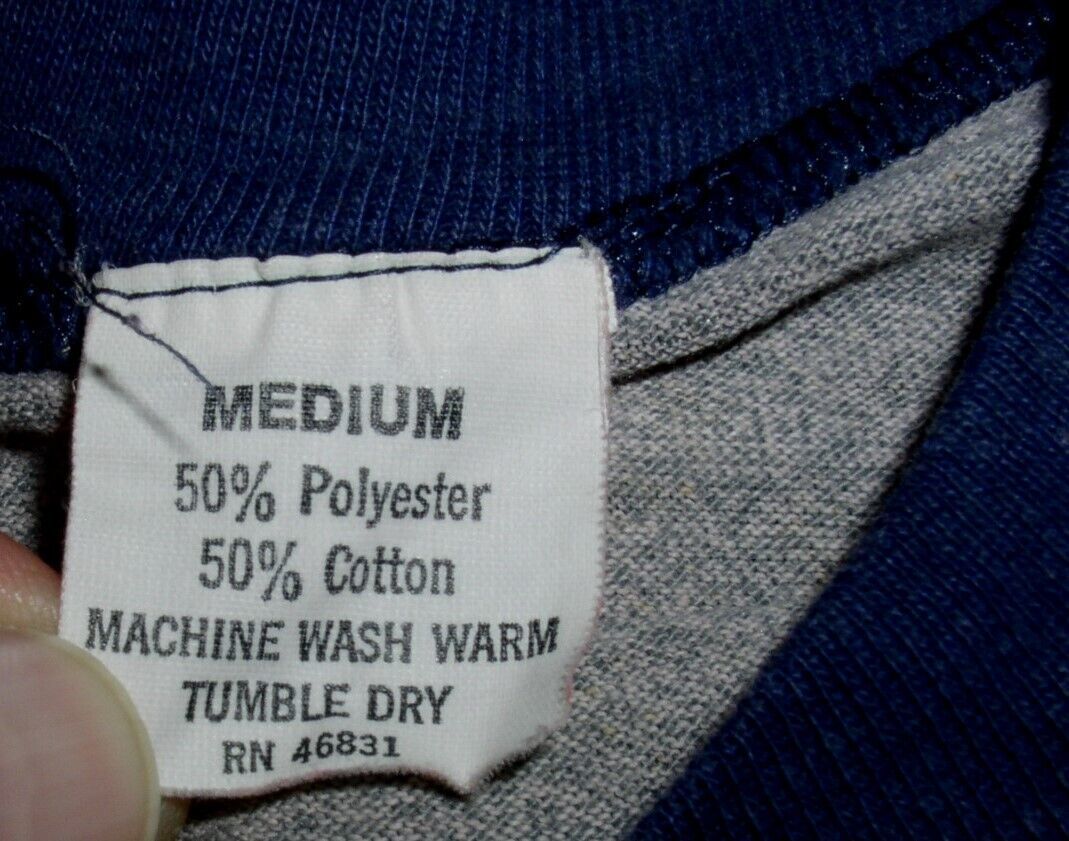 MEDIUM
50% Polyester
50% Cotton
MACHINE WASH WARM
TUMBLE DRY
RN 46831